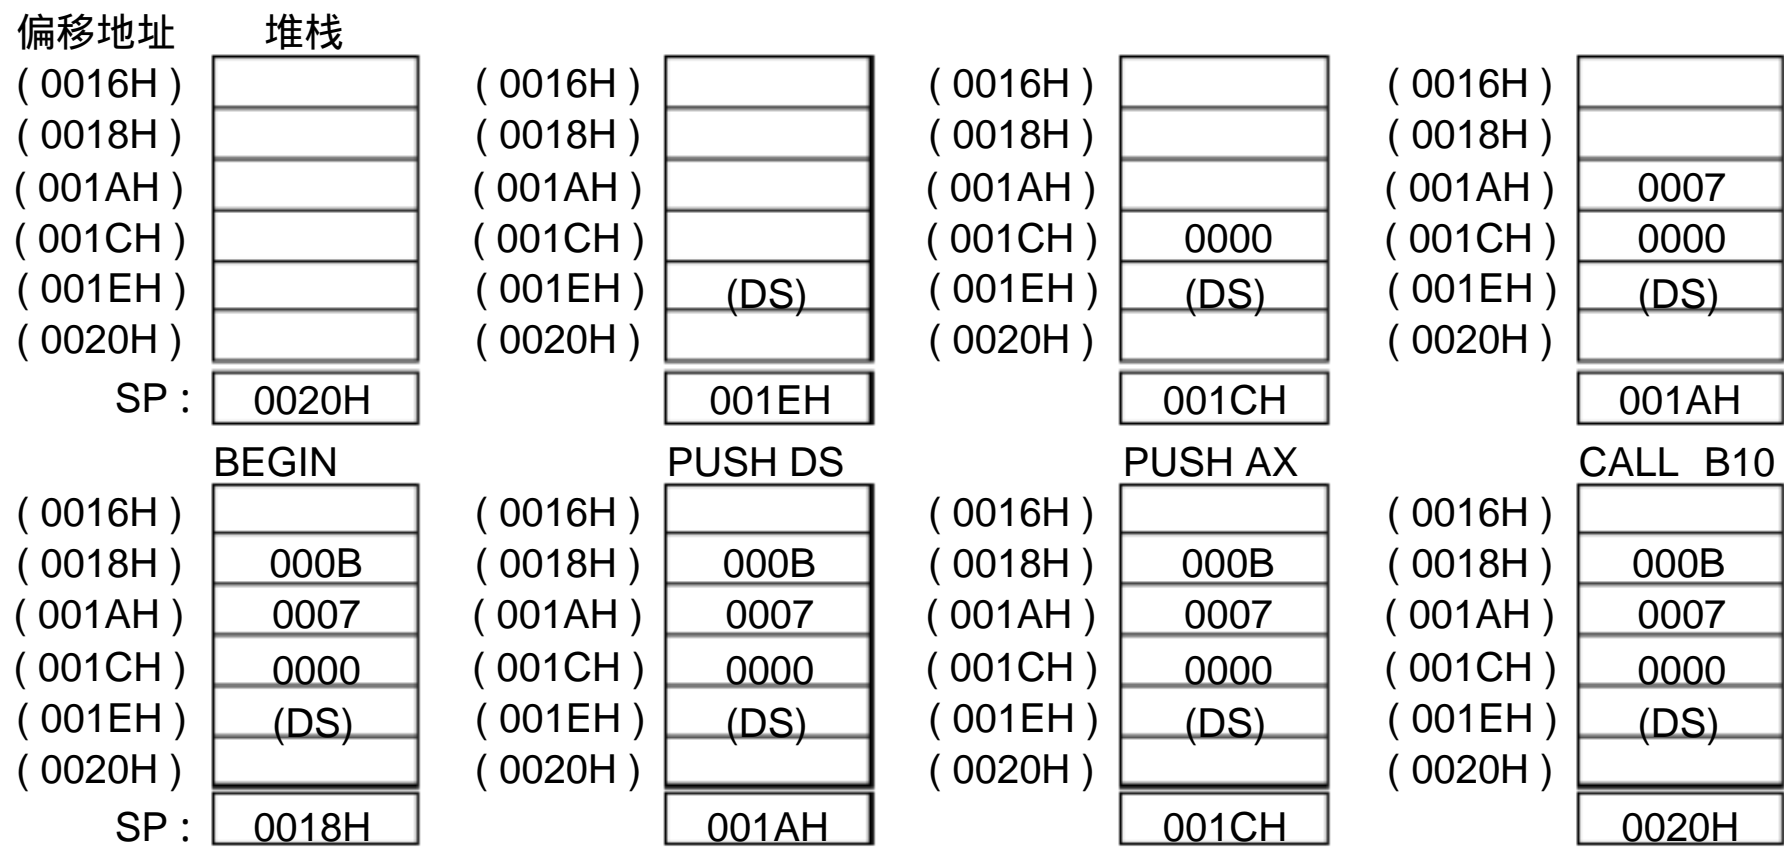 偏移地址 堆栈
( 0016H ) ( 0016H ) ( 0016H ) ( 0016H )
( 0018H ) ( 0018H ) ( 0018H ) ( 0018H )
( 001AH ) ( 001AH ) ( 001AH ) ( 001AH ) 0007
( 001CH ) ( 001CH ) ( 001CH ) 0000 ( 001CH ) 0000
( 001EH ) ( 001EH ) (DS) ( 001EH ) (DS) ( 001EH ) (DS)
( 0020H ) ( 0020H ) ( 0020H ) ( 0020H )
SP : 0020H 001EH 001CH 001AH
BEGIN PUSH DS PUSH AX CALL B10
( 0016H ) ( 0016H ) ( 0016H ) ( 0016H )
( 0018H ) 000B ( 0018H ) 000B ( 0018H ) 000B ( 0018H ) 000B
( 001AH ) 0007 ( 001AH ) 0007 ( 001AH ) 0007 ( 001AH ) 0007
( 001CH ) 0000 ( 001CH ) 0000 ( 001CH ) 0000 ( 001CH ) 0000
( 001EH ) (DS) ( 001EH ) (DS) ( 001EH ) (DS) ( 001EH ) (DS)
( 0020H ) ( 0020H ) ( 0020H ) ( 0020H )
SP : 0018H 001AH 001CH 0020H